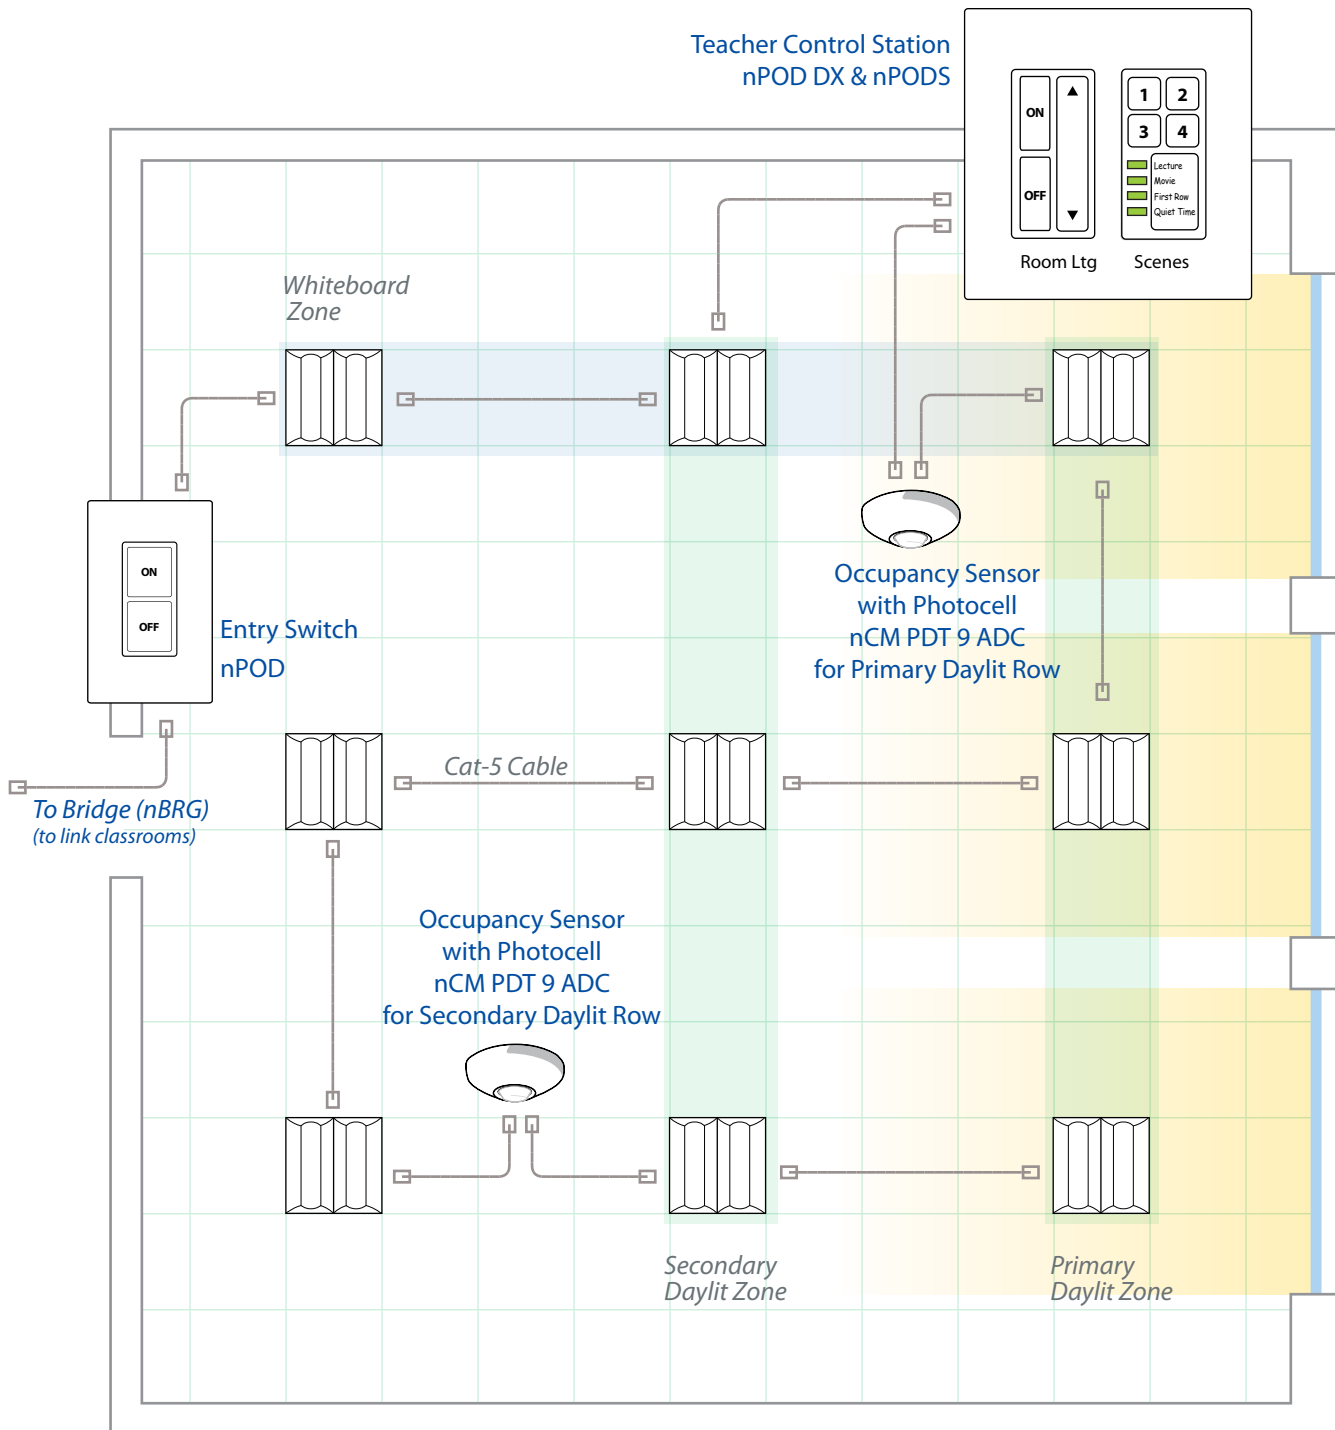 Teacher Control Station
nPOD DX & nPODS
ON
OFF
1 2
3 4
Lecture
Movie
First Row
Quiet Time
Room Ltg
Scenes
Whiteboard
Zone
ON
OFF
Entry Switch
nPOD
Occupancy Sensor
with Photocell
nCM PDT 9 ADC
for Primary Daylit Row
Cat-5 Cable
To Bridge (nBRG)
(to link classrooms)
Occupancy Sensor
with Photocell
nCM PDT 9 ADC
for Secondary Daylit Row
Secondary
Daylit Zone
Primary
Daylit Zone